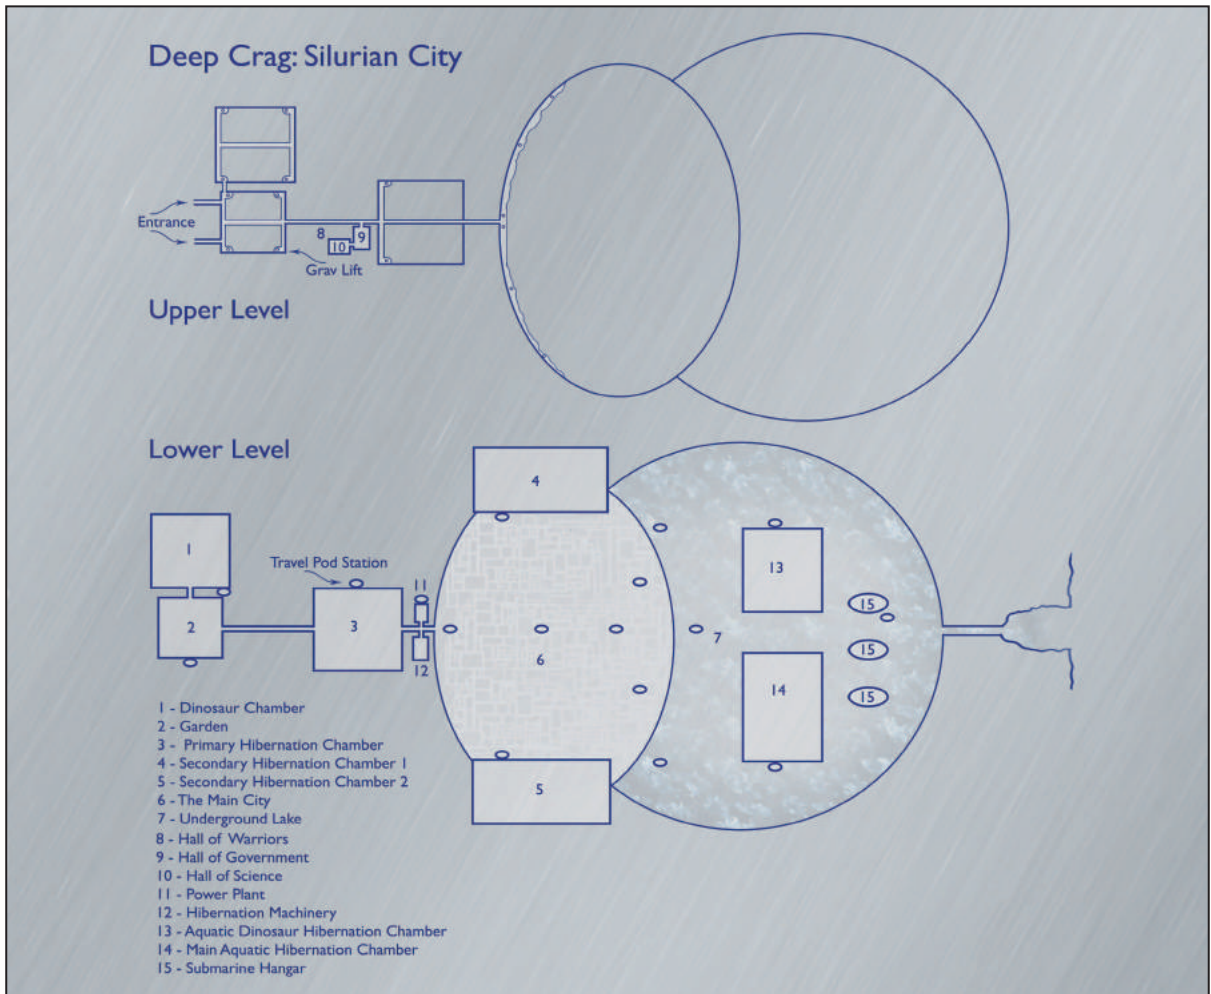 Deep Crag: Silurian City
Entrance
8
9
10
Grav Lift
Upper Level
Lower Level
4
1
Travel Pod Station
11
13
15
2
3
7
15
6
12
14
15
5
1 - Dinosaur Chamber
2 - Garden
3 - Primary Hibernation Chamber
4 - Secondary Hibernation Chamber 1
5 - Secondary Hibernation Chamber 2
6 - The Main City
7 - Underground Lake
8 - Hall of Warriors
9 - Hall of Government
10 - Hall of Science
11 - Power Plant
12 - Hibernation Machinery
13 - Aquatic Dinosaur Hibernation Chamber
14 - Main Aquatic Hibernation Chamber
15 - Submarine Hangar